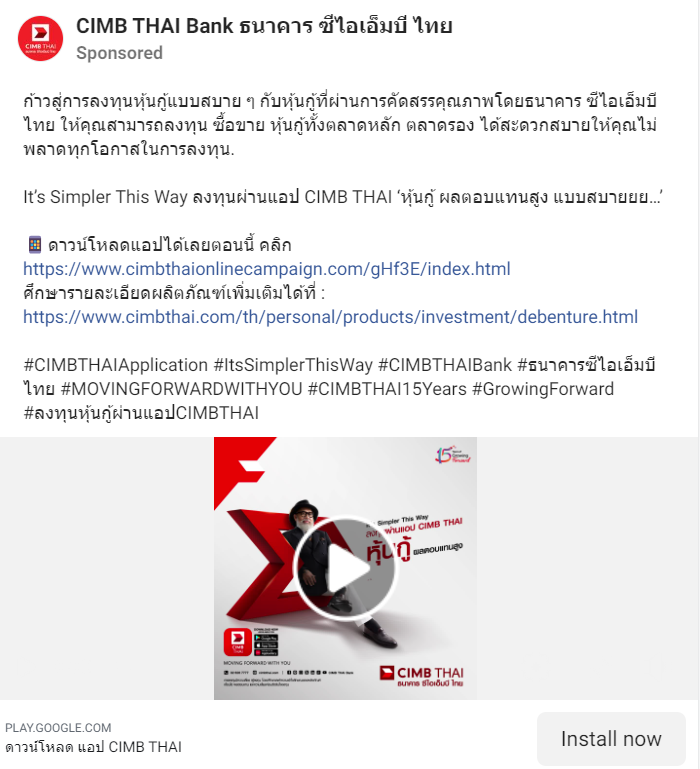 CIMB THAI Bank ธนาคาร ซีไอเอ็มบี ไทย
Sponsored
ก้าวสู่การลงทุนหุ้นกู้แบบสบาย ๆ กับหุ้นกู้ที่ผ่านการคัดสรรคุณภาพโดยธนาคาร ซีไอเอ็มบี
ไทย ให้คุณสามารถลงทุน ซื้อขาย หุ้นกู้ทั้งตลาดหลัก ตลาดรอง ได้สะดวกสบายให้คุณไม่
พลาดทุกโอกาสในการลงทุน.
It's Simpler This Way ลงทุนผ่านแอป CIMB THAI ‘หุ้นกู้ ผลตอบแทนสูง แบบสบายยย...’
📱 ดาวน์โหลดแอปได้เลยตอนนี้ คลิก
https://www.cimbthaionlinecampaign.com/gHf3E/index.html
ศึกษารายละเอียดผลิตภัณฑ์เพิ่มเติมได้ที่ :
https://www.cimbthai.com/th/personal/products/investment/debenture.html
#CIMBTHAIApplication #ItsSimplerThisWay #CIMBTHAIBank #ธนาคารซีไอเอ็มบี
ไทย #MOVINGFORWARDWITHYOU #CIMBTHAI15Years #GrowingForward
#ลงทุนหุ้นกู้ผ่านแอปCIMBTHAI
CIMB THAI
15
Growing
Forward
Simpler This Way
ผ่านแอป CIMB THAI
หุ้นกู้ ผลตอบแทนสูง
CIMB
THAI
Google Play
App Store
MOVING FORWARD WITH YOU
CIMB THAI
ธนาคาร ซีไอเอ็มบี ไทย
PLAY.GOOGLE.COM
ดาวน์โหลด แอป CIMB THAI
Install now